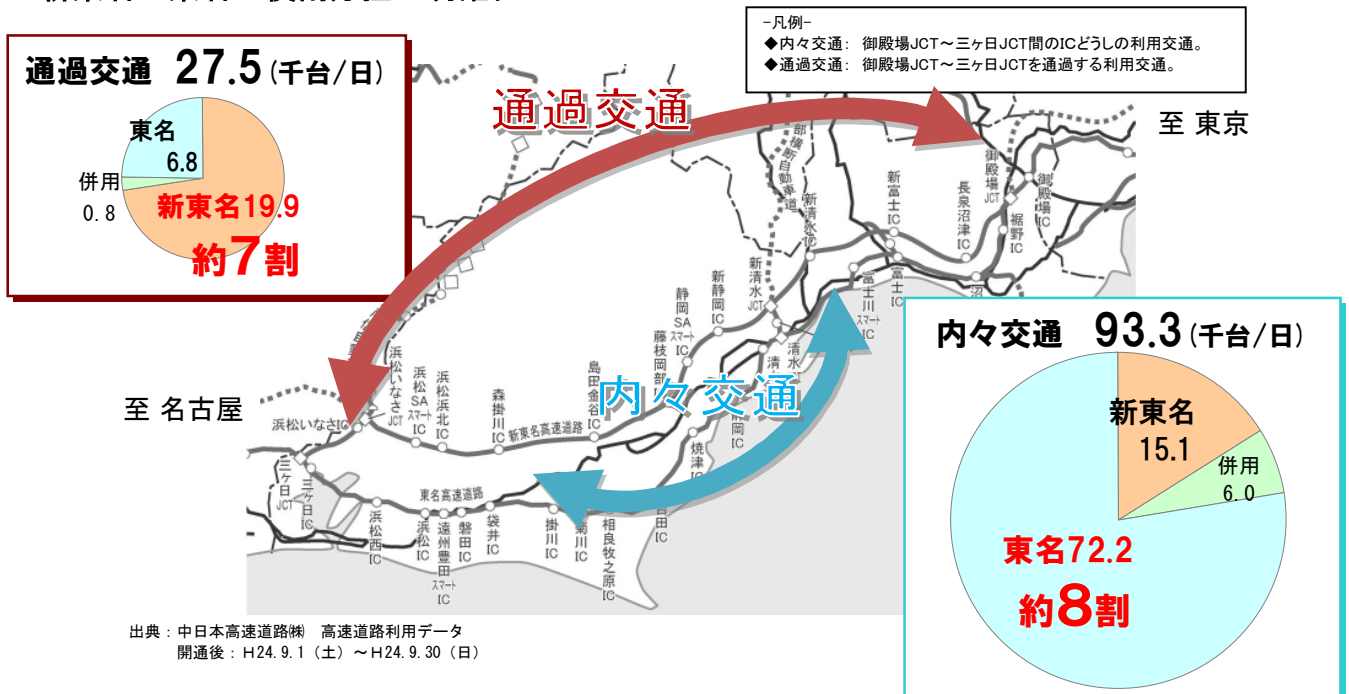 -凡例-
◆内々交通： 御殿場JCT～三ヶ日JCT間のICどうしの利用交通。
◆通過交通： 御殿場JCT～三ヶ日JCTを通過する利用交通。
通過交通 27.5(千台/日)
東名
6.8
併用
0.8
新東名19.9
約7割
通過交通
至 東京
部横断自動車道
御殿場JCT
御殿場IC
裾野IC
長泉沼津IC
新富士IC
富士IC
新清水IC
新清水JCT
富士川スマートIC
新静岡IC
静岡SAスマートIC
藤枝岡部IC
島田金谷IC
内々交通
至 名古屋
浜松いなさJCT
浜松SAスマートIC
浜松浜北IC
森掛川IC
新東名高速道路
浜松いなさIC
三ヶ日JCT
三ヶ日IC
東名高速道路
浜松西IC
浜松IC
遠州豊田スマートIC
磐田IC
袋井IC
掛川IC
菊川IC
相良牧之原IC
焼津IC
内々交通 93.3(千台/日)
新東名
15.1
併用
6.0
東名72.2
約8割
出典：中日本高速道路㈱ 高速道路利用データ
開通後：H24.9.1（土）～H24.9.30（日）